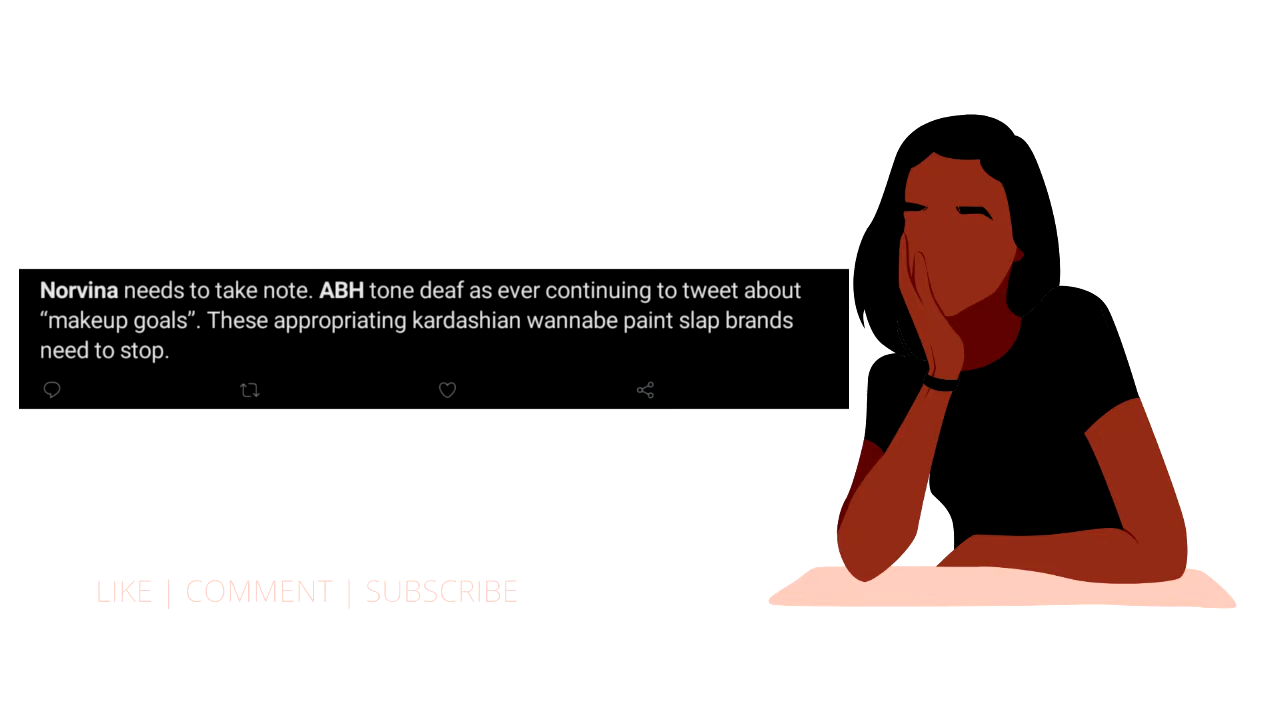 Norvina needs to take note. ABH tone deaf as ever continuing to tweet about
“makeup goals”. These appropriating kardashian wannabe paint slap brands
need to stop.
LIKE | COMMENT | SUBSCRIBE